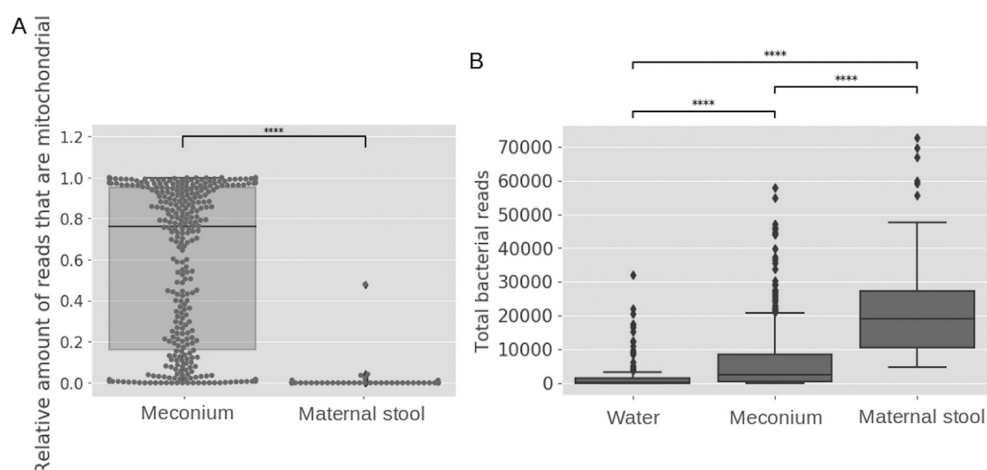 A
Relative amount of reads that are mitochondrial
1.2
1.0
0.8
0.6
0.4
0.2
0.0
****
Meconium
Maternal stool
B
Total bacterial reads
70000
60000
50000
40000
30000
20000
10000
0
****
****
****
Water
Meconium
Maternal stool